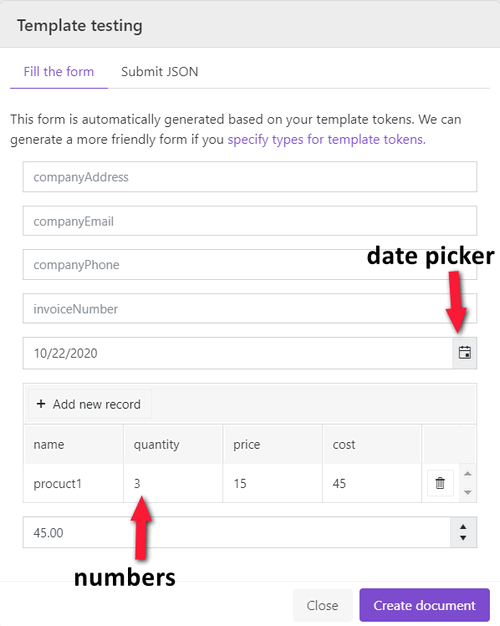 Template testing
Fill the form Submit JSON
This form is automatically generated based on your template tokens. We can
generate a more friendly form if you specify types for template tokens.
companyAddress
companyEmail
companyPhone
date picker
invoiceNumber
10/22/2020
+ Add new record
name quantity price cost
procuct1 3 15 45
45.00
numbers
Close Create document